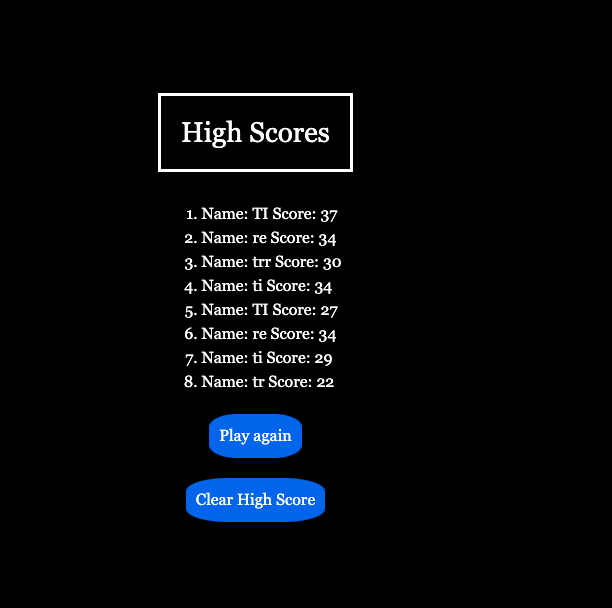 High Scores
1. Name: TI Score: 37
2. Name: re Score: 34
3. Name: trr Score: 30
4. Name: ti Score: 34
5. Name: TI Score: 27
6. Name: re Score: 34
7. Name: ti Score: 29
8. Name: tr Score: 22
Play again
Clear High Score